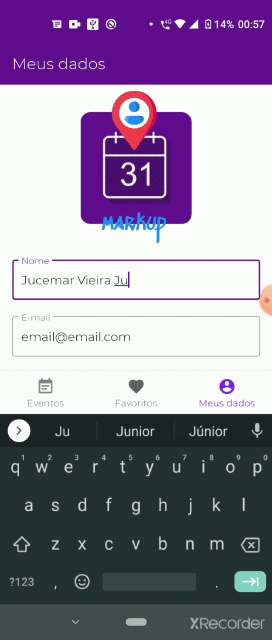 4G 14% 00:57
Meus dados
31
MARKUP
Nome
Jucemar Vieira Ju
E-mail
email@email.com
Eventos Favoritos Meus dados
Ju Junior Júnior
1 2 3 4 5 6 7 8 9 0
q w e r t y u i o p
a s d f g h j k l
z x c v b n m
?123 , .
XRecorder